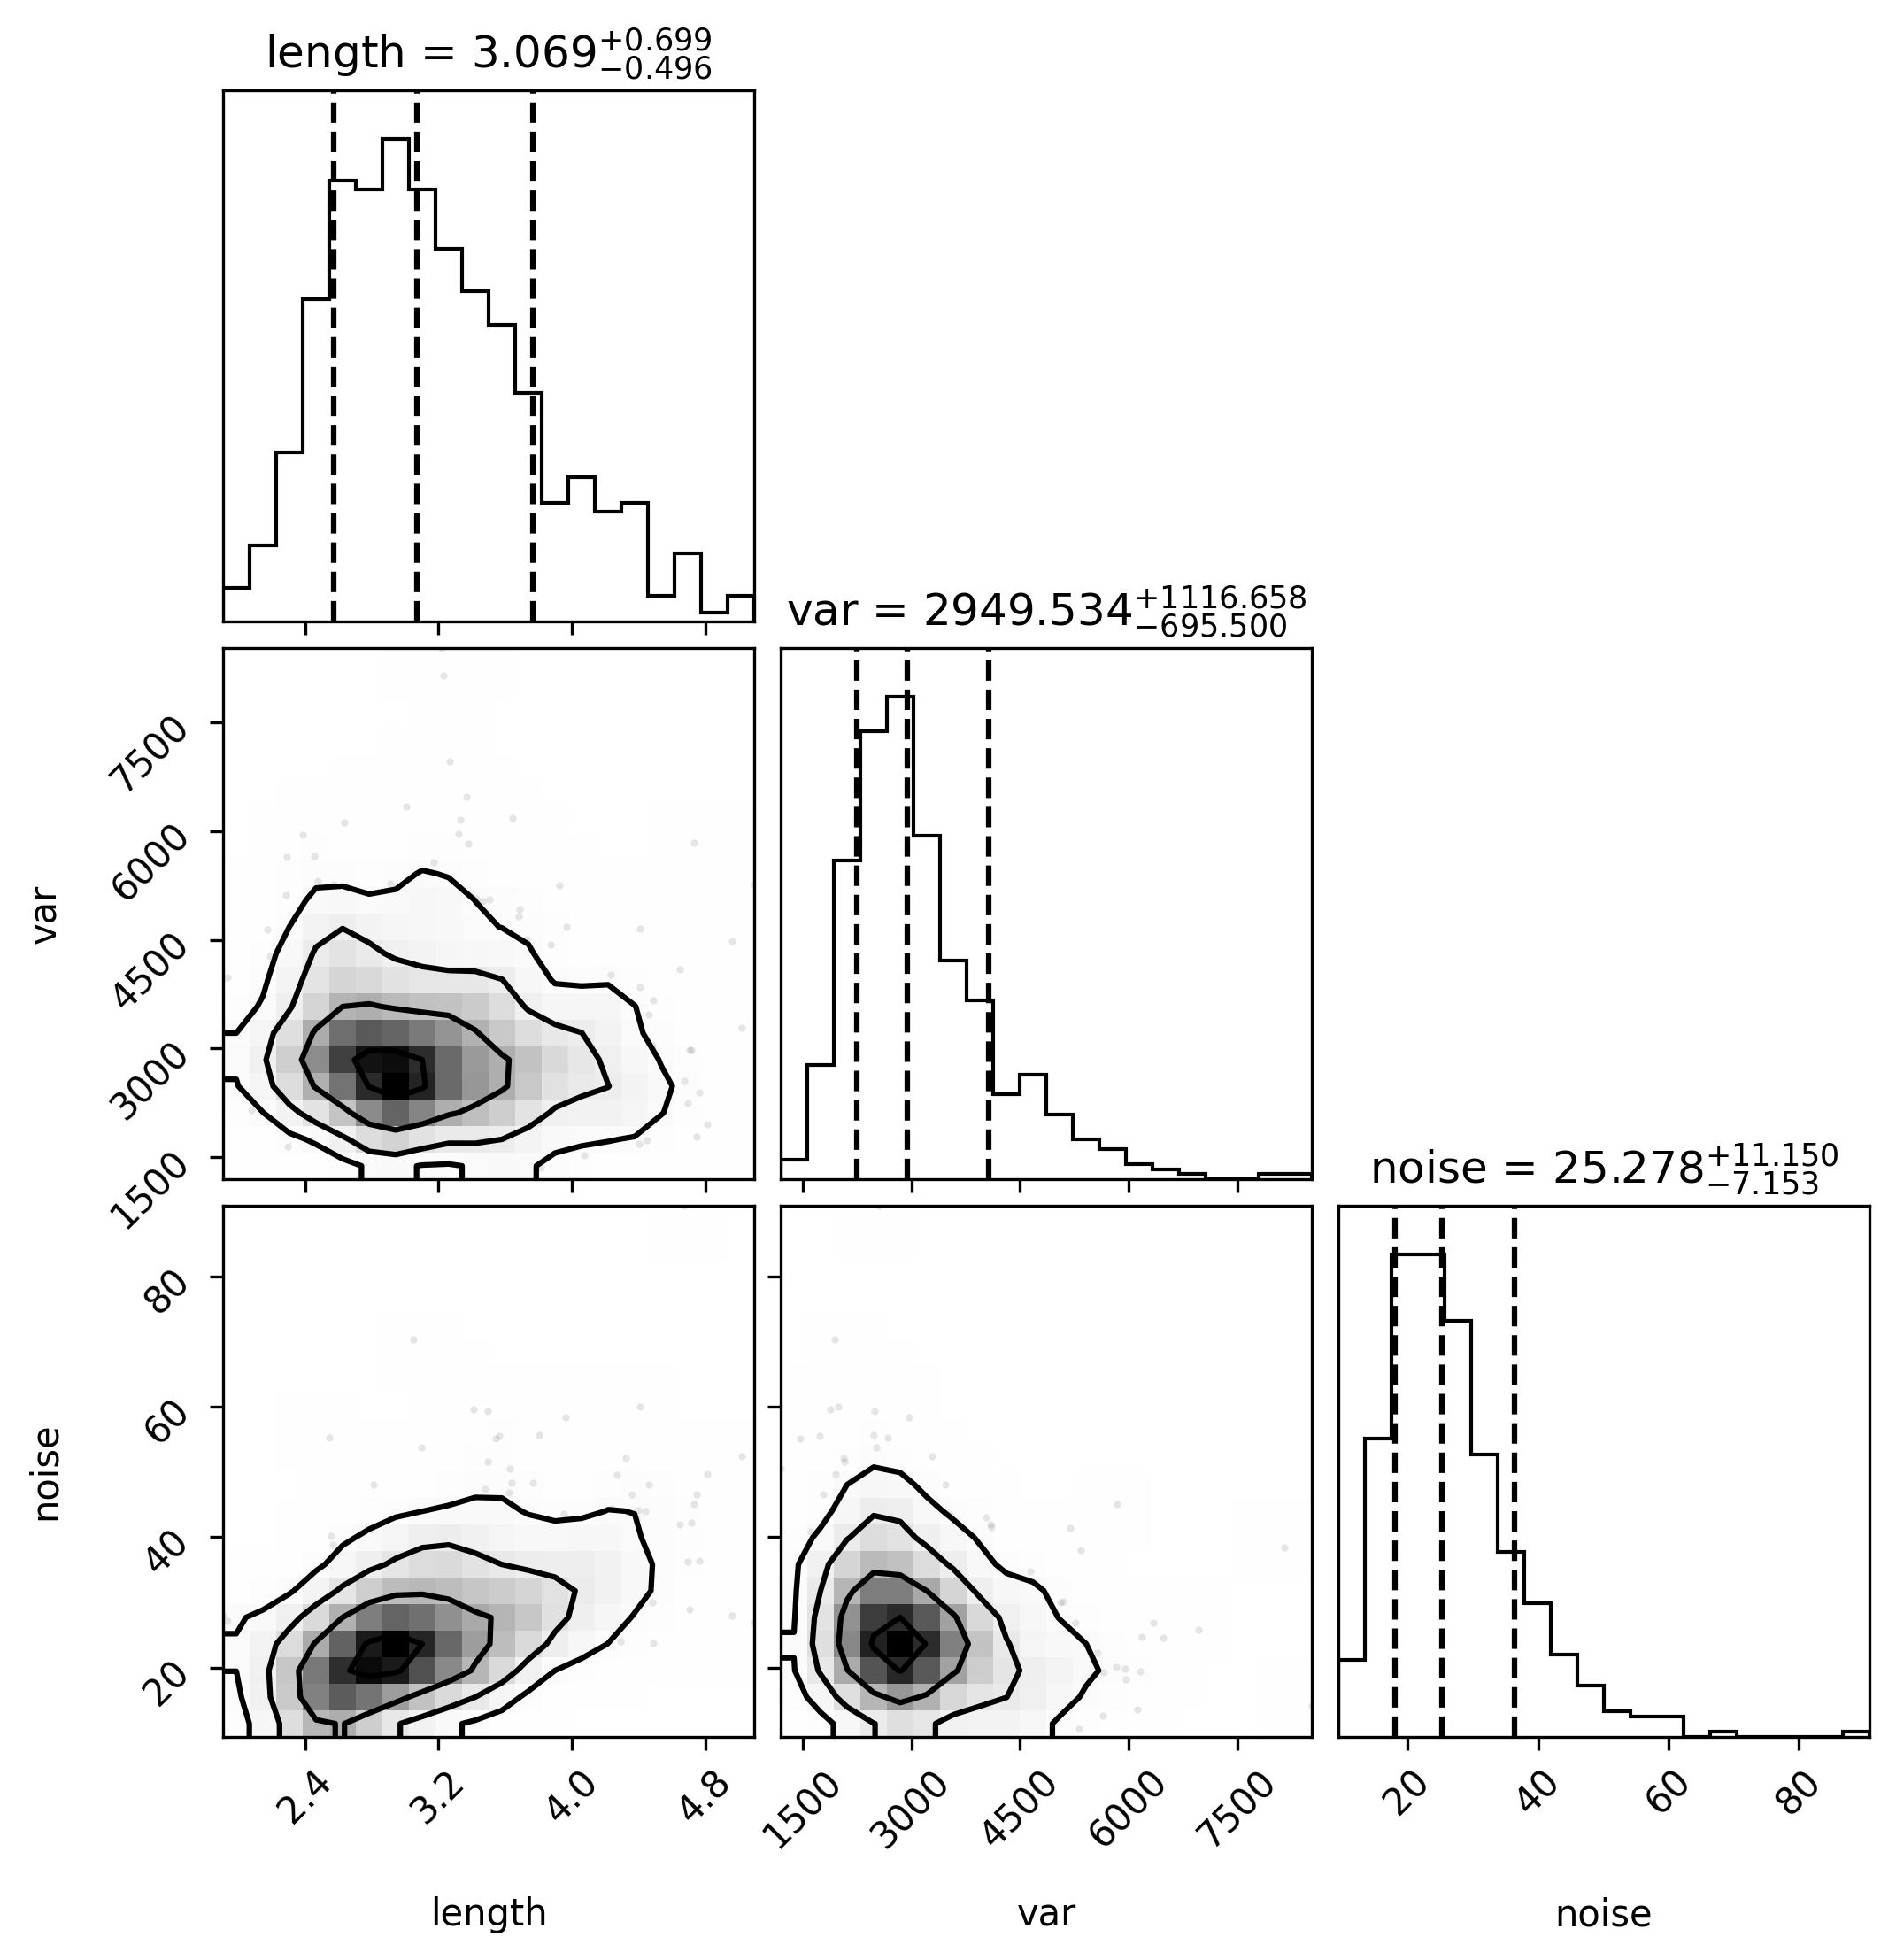 length = 3.069 +0.699 −0.496
var = 2949.534 +1116.658 −695.500
7500
6000
4500
3000
1500
var
noise = 25.278 +11.150 −7.153
80
60
40
20
noise
2.4 3.2 4.0 4.8 1500 3000 4500 6000 7500 20 40 60 80
length var noise